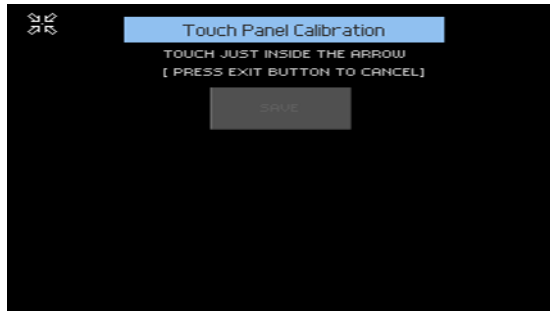 Touch Panel Calibration
TOUCH JUST INSIDE THE ARROW
[ PRESS EXIT BUTTON TO CANCEL]
SAVE